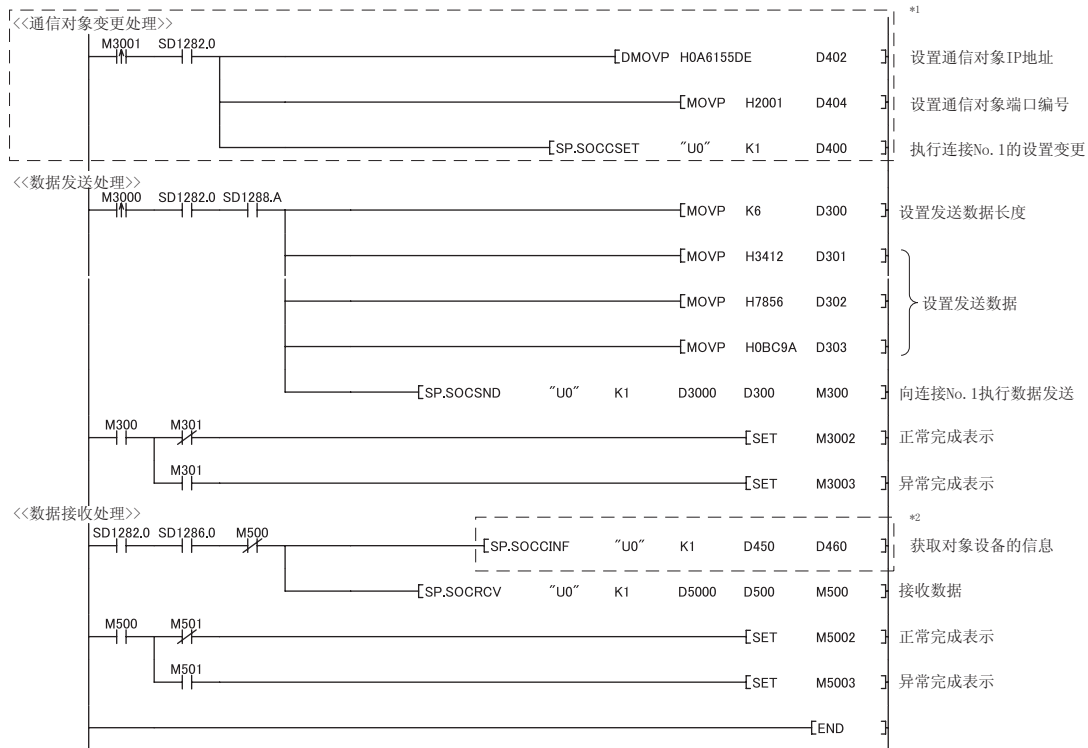 *1
<<通信对象变更处理>>
M3001 SD1282.0
DMOVP H0A6155DE D402 设置通信对象IP地址
MOVP H2001 D404 设置通信对象端口编号
SP.SOCCSET "U0" K1 D400 执行连接No.1的设置变更
<<数据发送处理>>
M3000 SD1282.0 SD1288.A
MOVP K6 D300 设置发送数据长度
MOVP H3412 D301
MOVP H7856 D302 设置发送数据
MOVP H0BC9A D303
SP.SOCSND "U0" K1 D3000 D300 M300 向连接No.1执行数据发送
M300 M301
SET M3002 正常完成表示
M301
SET M3003 异常完成表示
<<数据接收处理>>
*2
SD1282.0 SD1286.0 M500
SP.SOCCINF "U0" K1 D450 D460 获取对象设备的信息
SP.SOCRCV "U0" K1 D5000 D500 M500 接收数据
M500 M501
SET M5002 正常完成表示
M501
SET M5003 异常完成表示
END